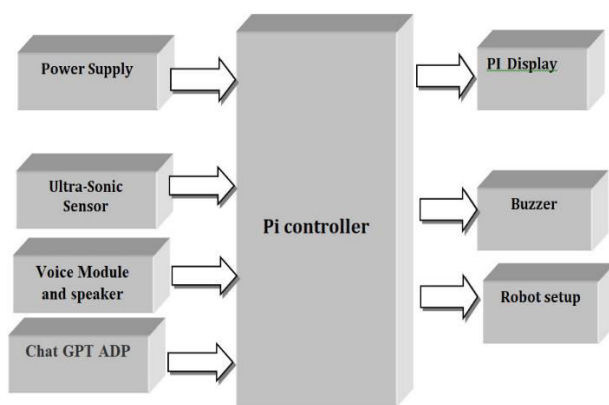 Power Supply
Ultra-Sonic
Sensor
Voice Module
and speaker
Chat GPT ADP
Pi controller
PI Display
Buzzer
Robot setup